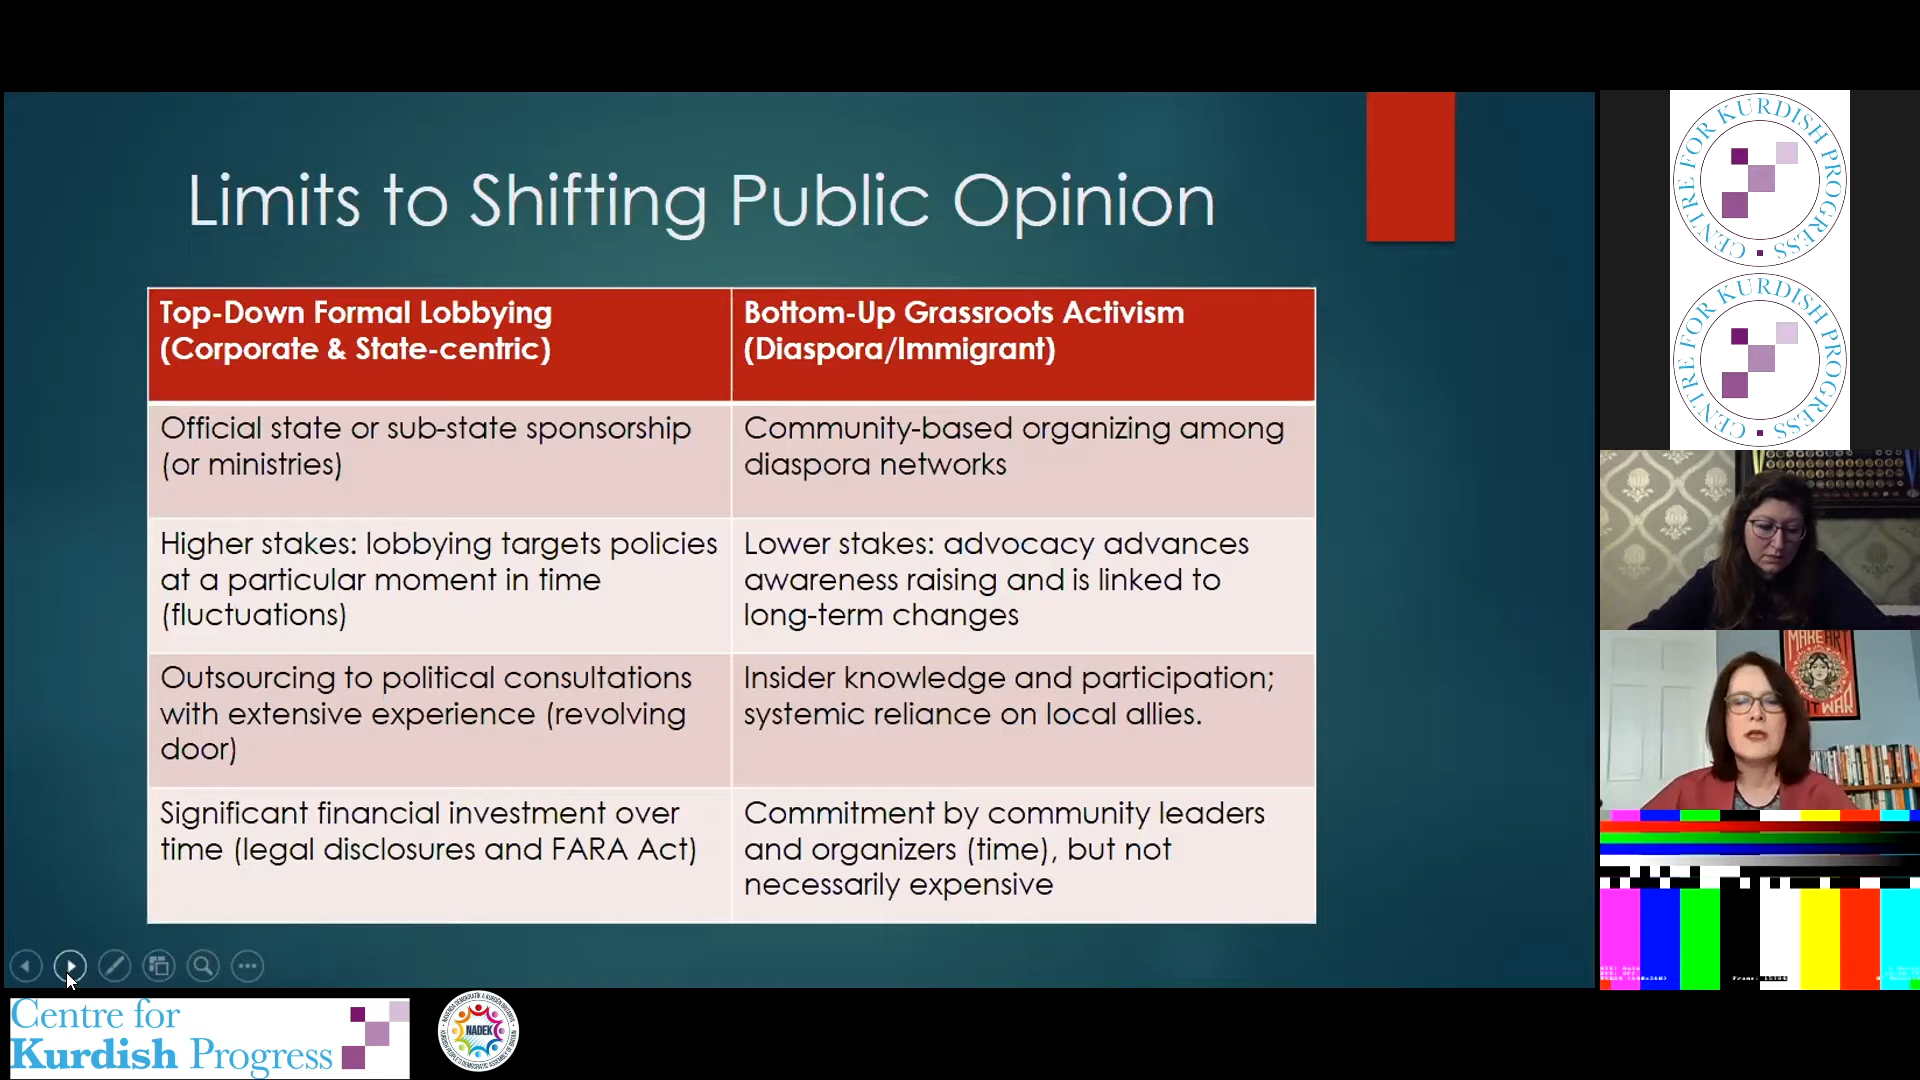 Limits to Shifting Public Opinion
Top-Down Formal Lobbying
(Corporate & State-centric)
Bottom-Up Grassroots Activism
(Diaspora/Immigrant)
Official state or sub-state sponsorship
(or ministries)
Community-based organizing among
diaspora networks
Higher stakes: lobbying targets policies
at a particular moment in time
(fluctuations)
Lower stakes: advocacy advances
awareness raising and is linked to
long-term changes
Outsourcing to political consultations
with extensive experience (revolving
door)
Insider knowledge and participation;
systemic reliance on local allies.
Significant financial investment over
time (legal disclosures and FARA Act)
Commitment by community leaders
and organizers (time), but not
necessarily expensive
CENTRE FOR KURDISH PROGRESS
CENTRE FOR KURDISH PROGRESS
MAKE ART
NOT WAR
Centre for
Kurdish Progress
NADEK